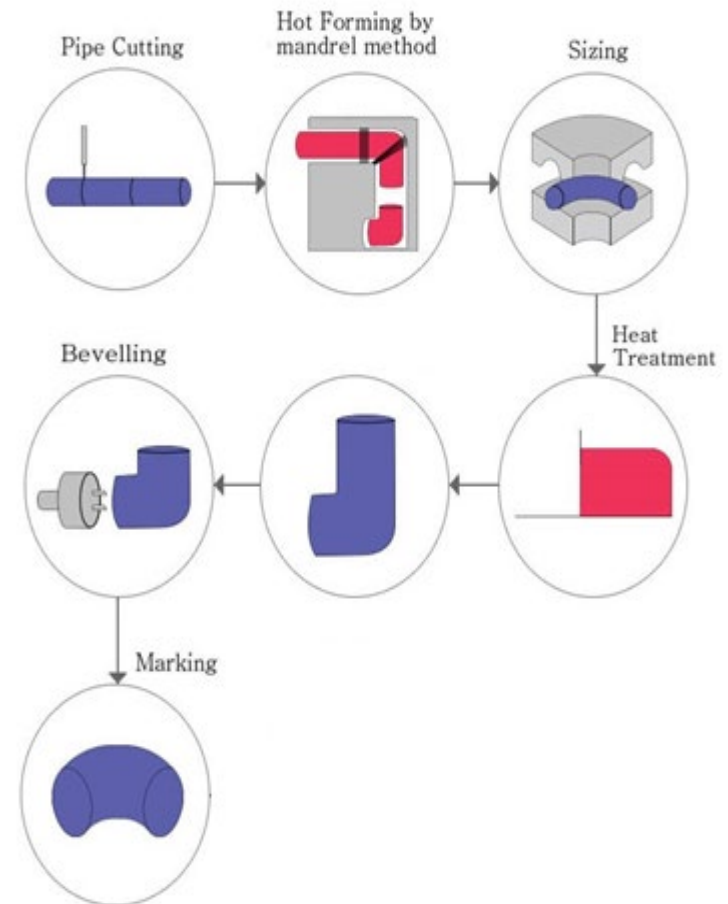 Pipe Cutting
Hot Forming by
mandrel method
Sizing
Heat
Treatment
Bevelling
Marking